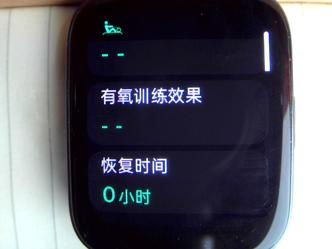 --
有氧训练效果
--
恢复时间
0小时